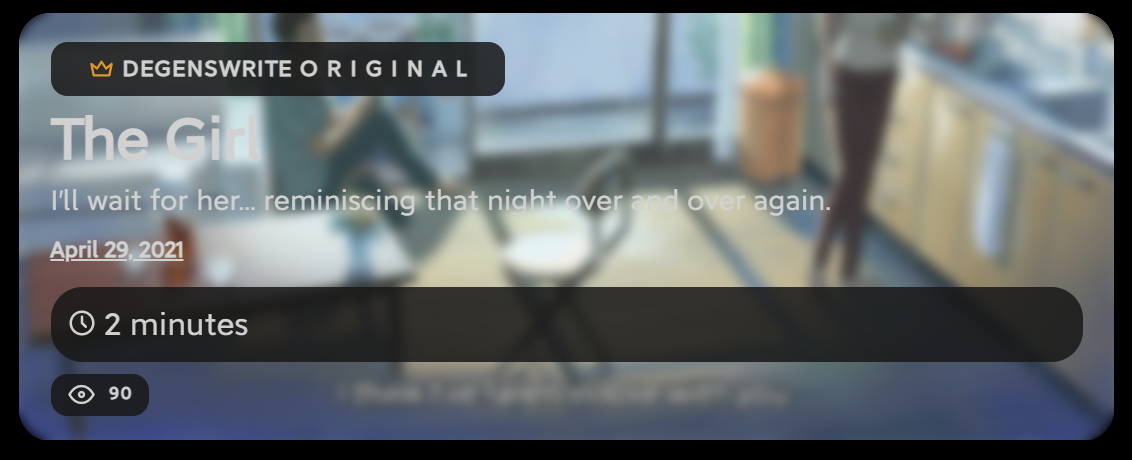 DEGENSWRITE ORIGINAL
The Girl
I'll wait for her... reminiscing that night over and over again.
April 29, 2021
2 minutes
90